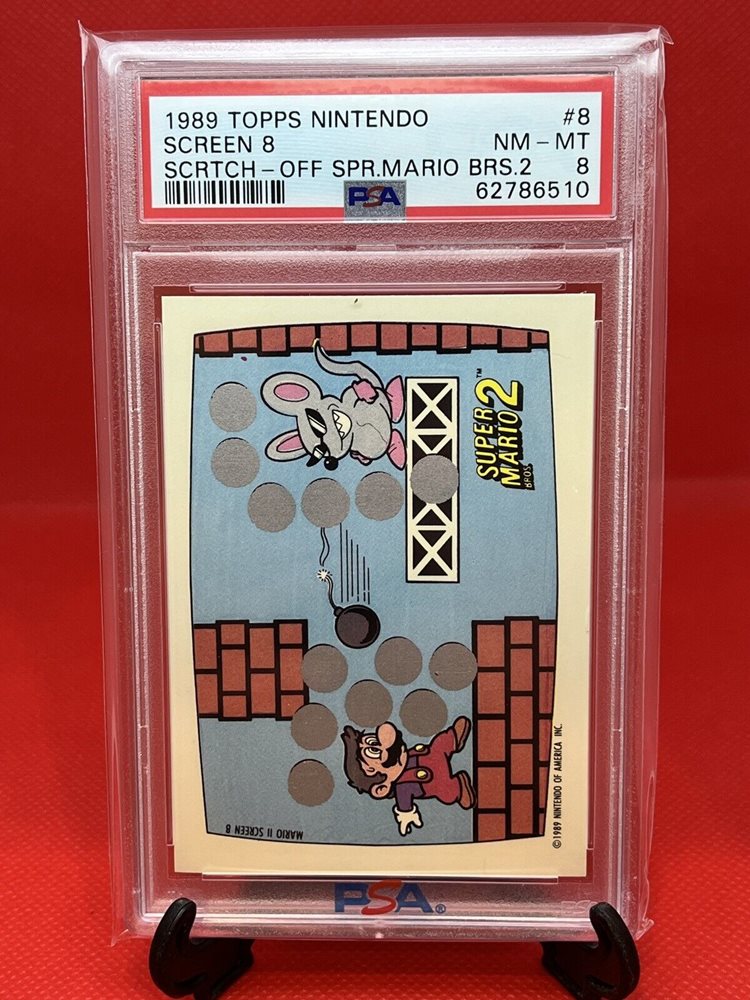 1989 TOPPS NINTENDO #8
SCREEN 8 NM - MT
SCRTCH - OFF SPR.MARIO BRS.2 8
PSA 62786510
SUPER
MARIO 2 ™
BROS.
MARIO II SCREEN 8
©1989 NINTENDO OF AMERICA INC.
PSA®